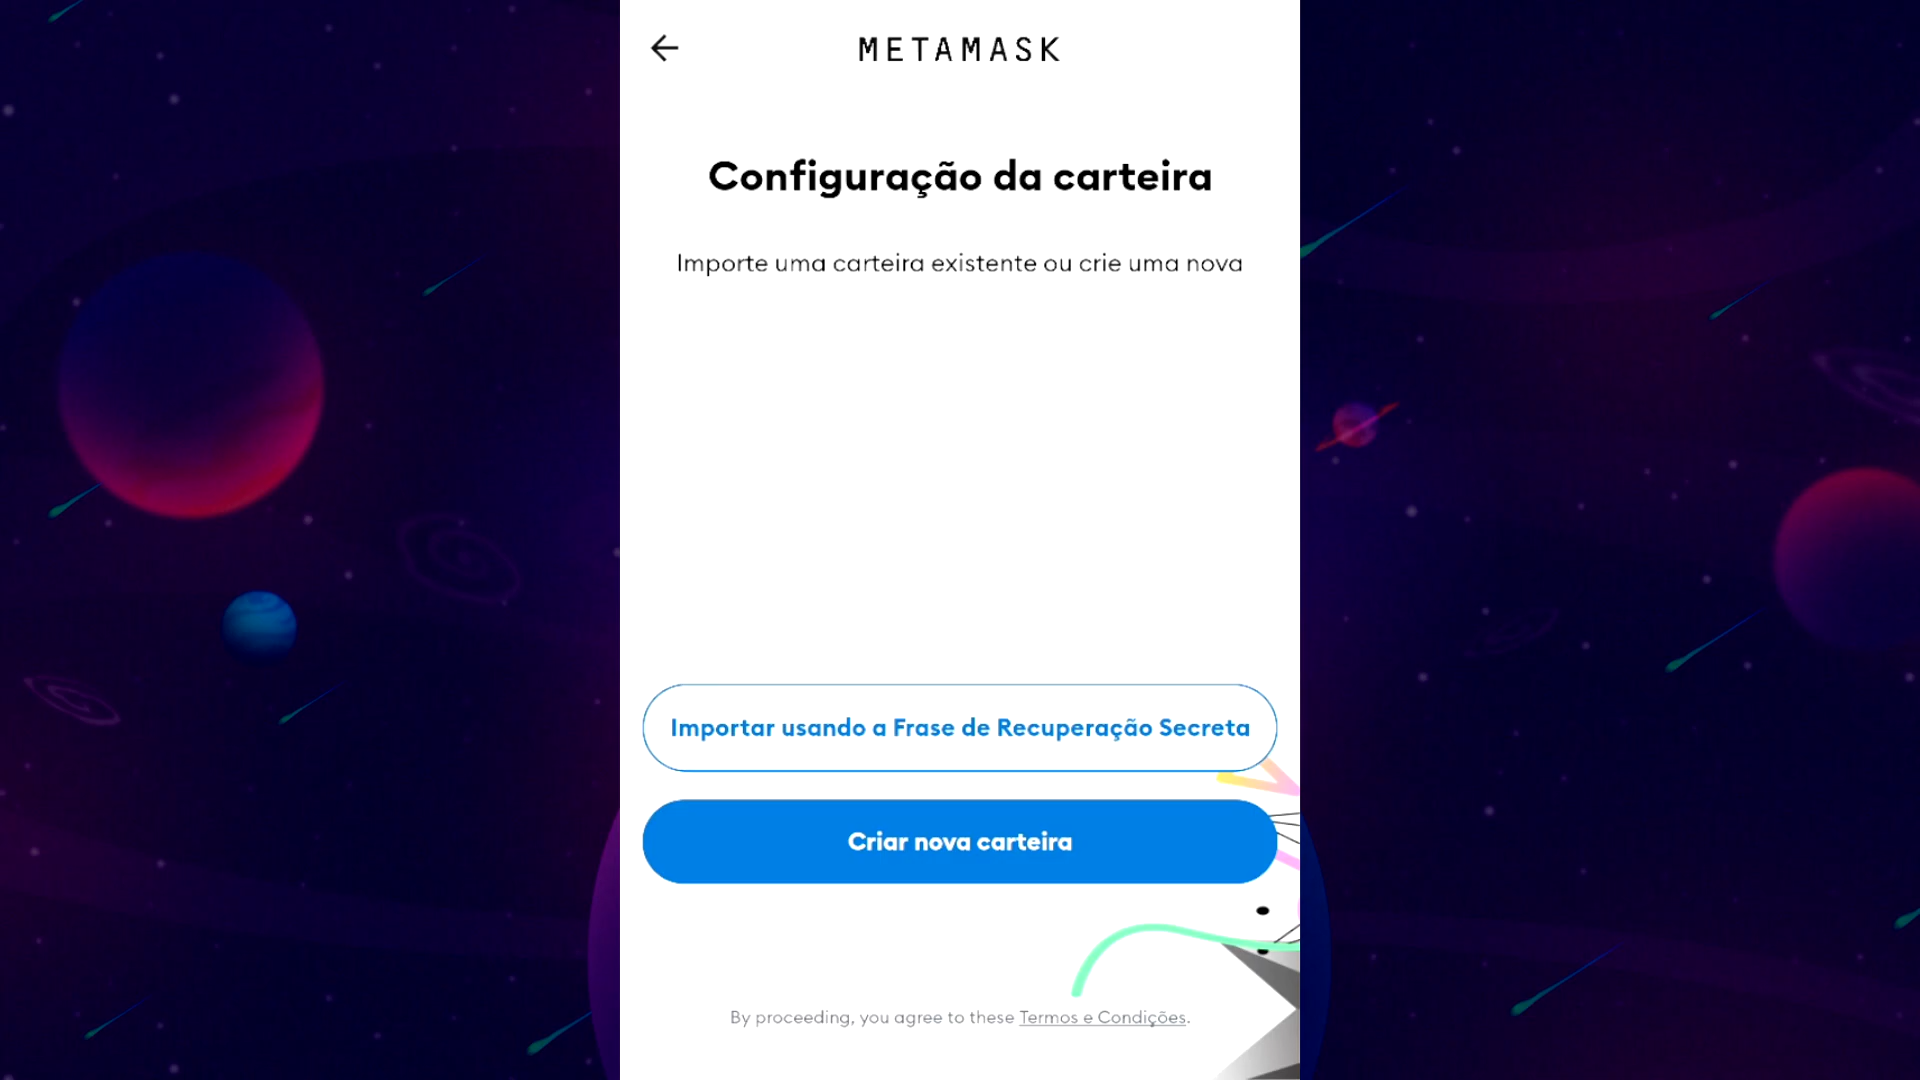 METAMASK
Configuração da carteira
Importe uma carteira existente ou crie uma nova
Importar usando a Frase de Recuperação Secreta
Criar nova carteira
By proceeding, you agree to these Termos e Condições.